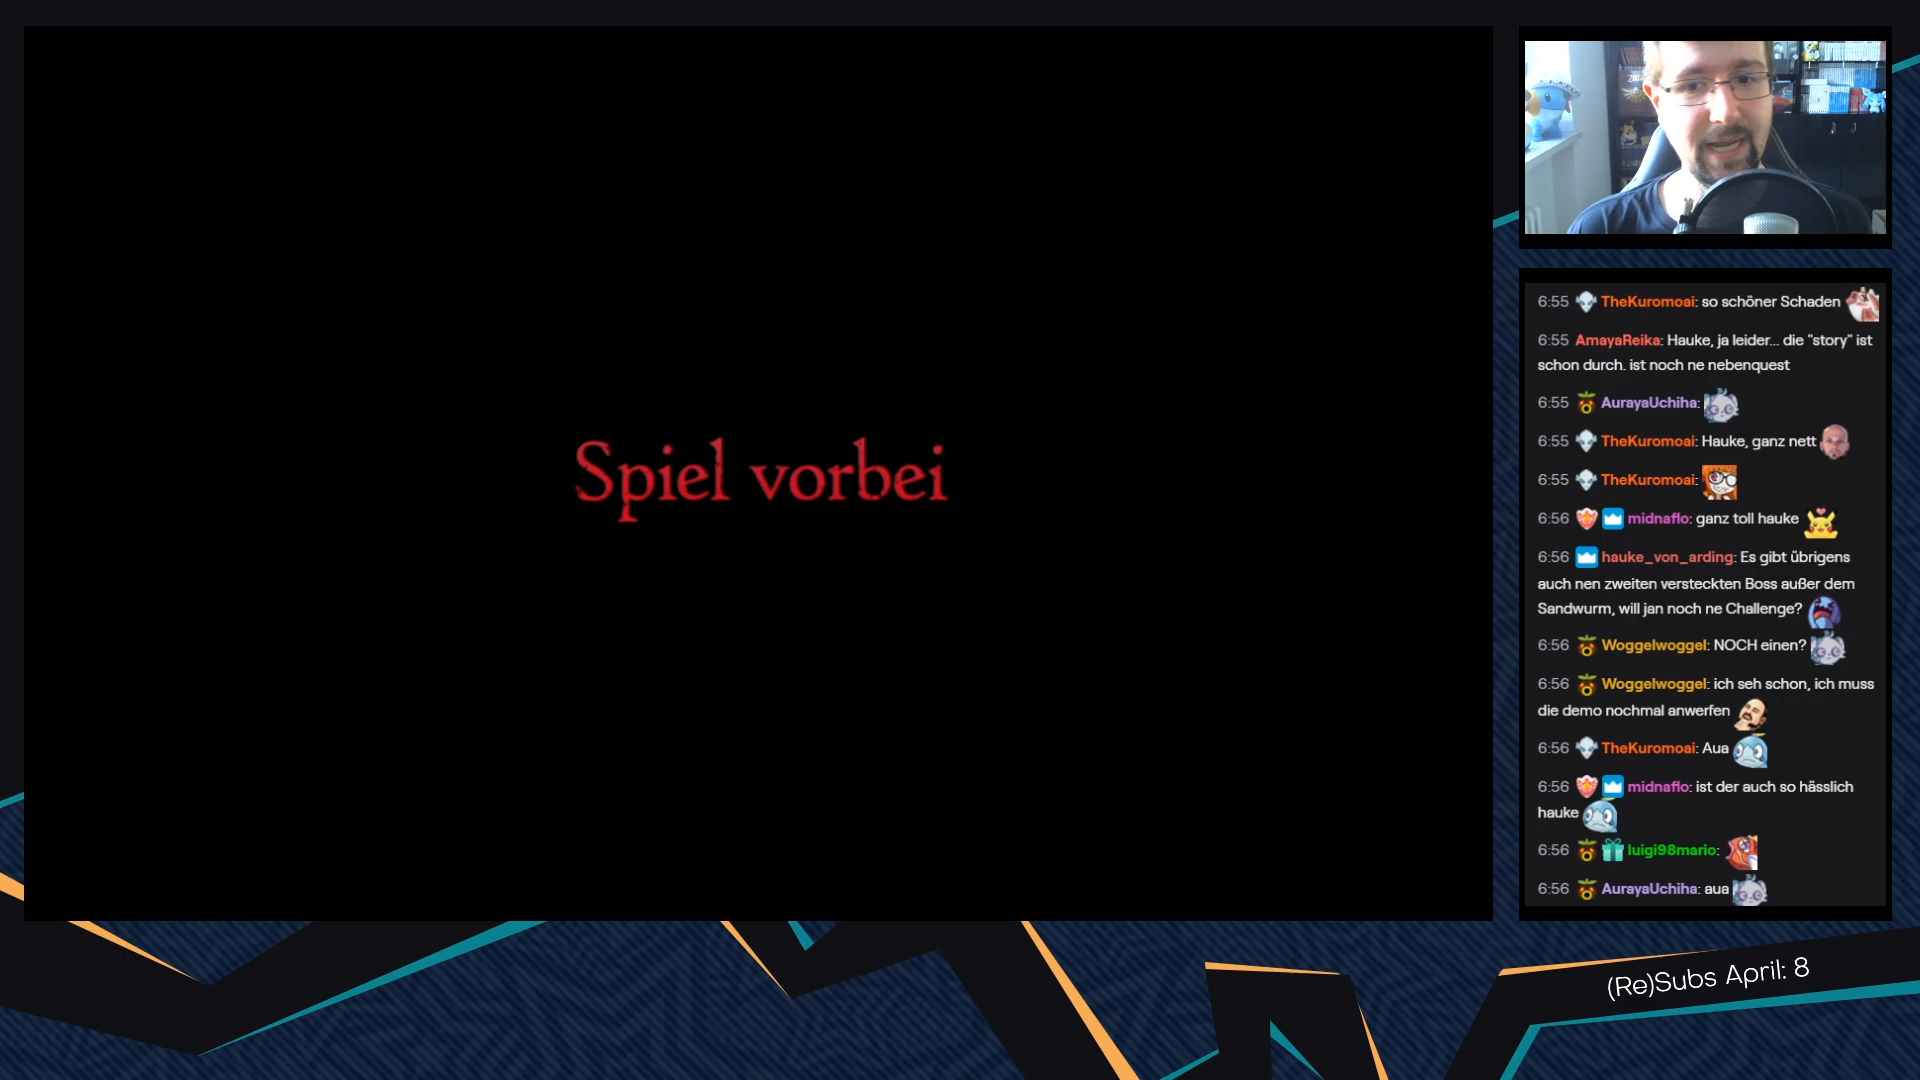 Spiel vorbei
6:55 TheKuromoai: so schöner Schaden
6:55 AmayaReika: Hauke, ja leider... die "story" ist
schon durch. ist noch ne nebenquest
6:55 AurayaUchiha:
6:55 TheKuromoai: Hauke, ganz nett
6:55 TheKuromoai:
6:56 midnaflo: ganz toll hauke
6:56 hauke_von_arding: Es gibt übrigens
auch nen zweiten versteckten Boss außer dem
Sandwurm, will jan noch ne Challenge?
6:56 Woggelwoggel: NOCH einen?
6:56 Woggelwoggel: ich seh schon, ich muss
die demo nochmal anwerfen
6:56 TheKuromoai: Aua
6:56 midnaflo: ist der auch so hässlich
hauke
6:56 luigi98mario:
6:56 AurayaUchiha: aua
(Re)Subs April: 8